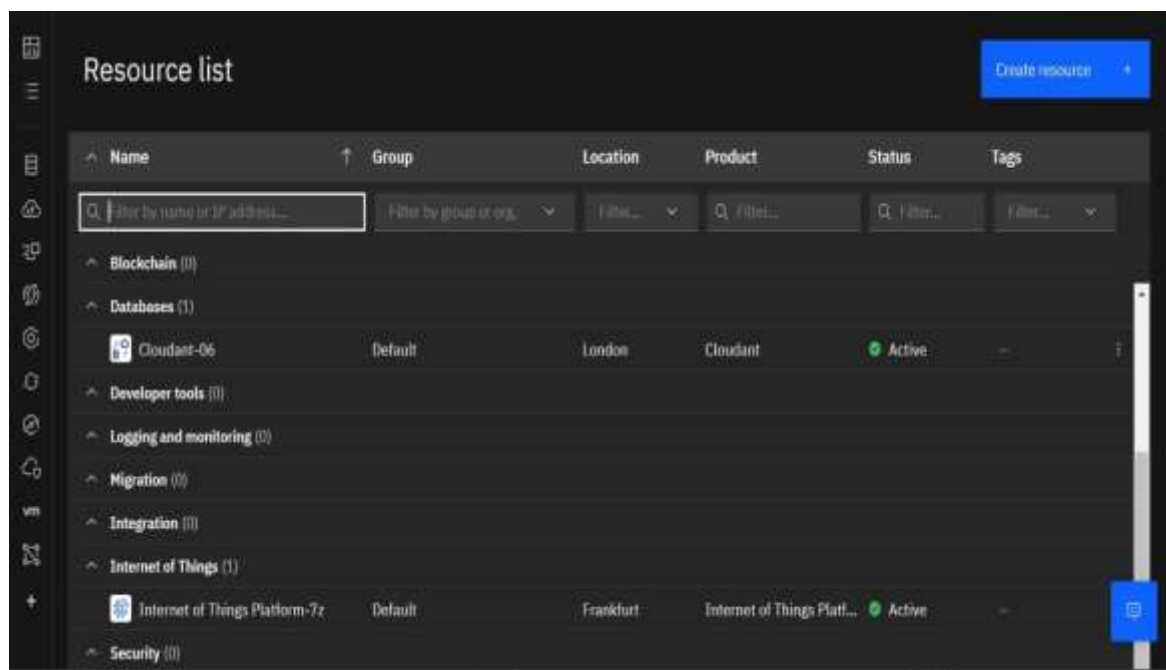 Resource list
Create resource +
Name ↑ Group Location Product Status Tags
Filter by name or IP address... Filter by group or org. Filter... Filter... Filter... Filter...
Blockchain (0)
Databases (1)
Cloudant-06 Default London Cloudant Active –
Developer tools (0)
Logging and monitoring (0)
Migration (0)
vm
Integration (0)
Internet of Things (1)
Internet of Things Platform-7z Default Frankfurt Internet of Things Platf... Active –
Security (0)